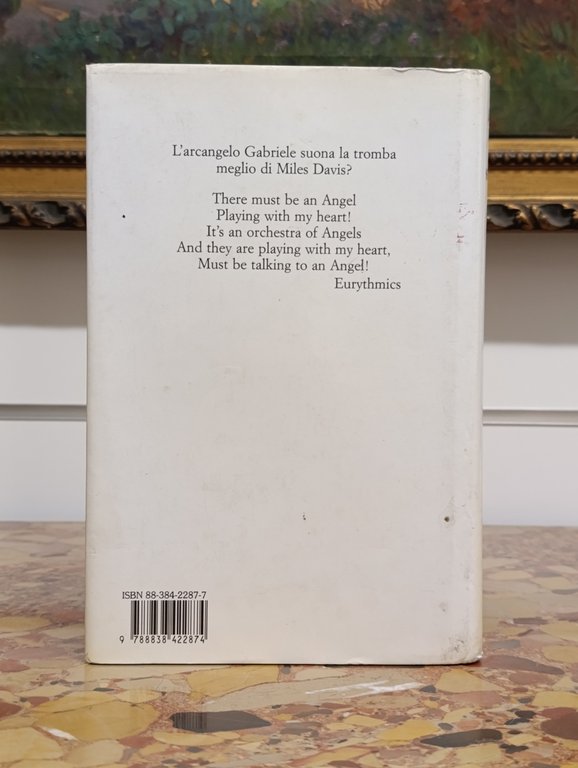 L'arcangelo Gabriele suona la tromba
meglio di Miles Davis?
There must be an Angel
Playing with my heart!
It's an orchestra of Angels
And they are playing with my heart,
Must be talking to an Angel!
Eurythmics
ISBN 88-384-2287-7
9 788838 422874